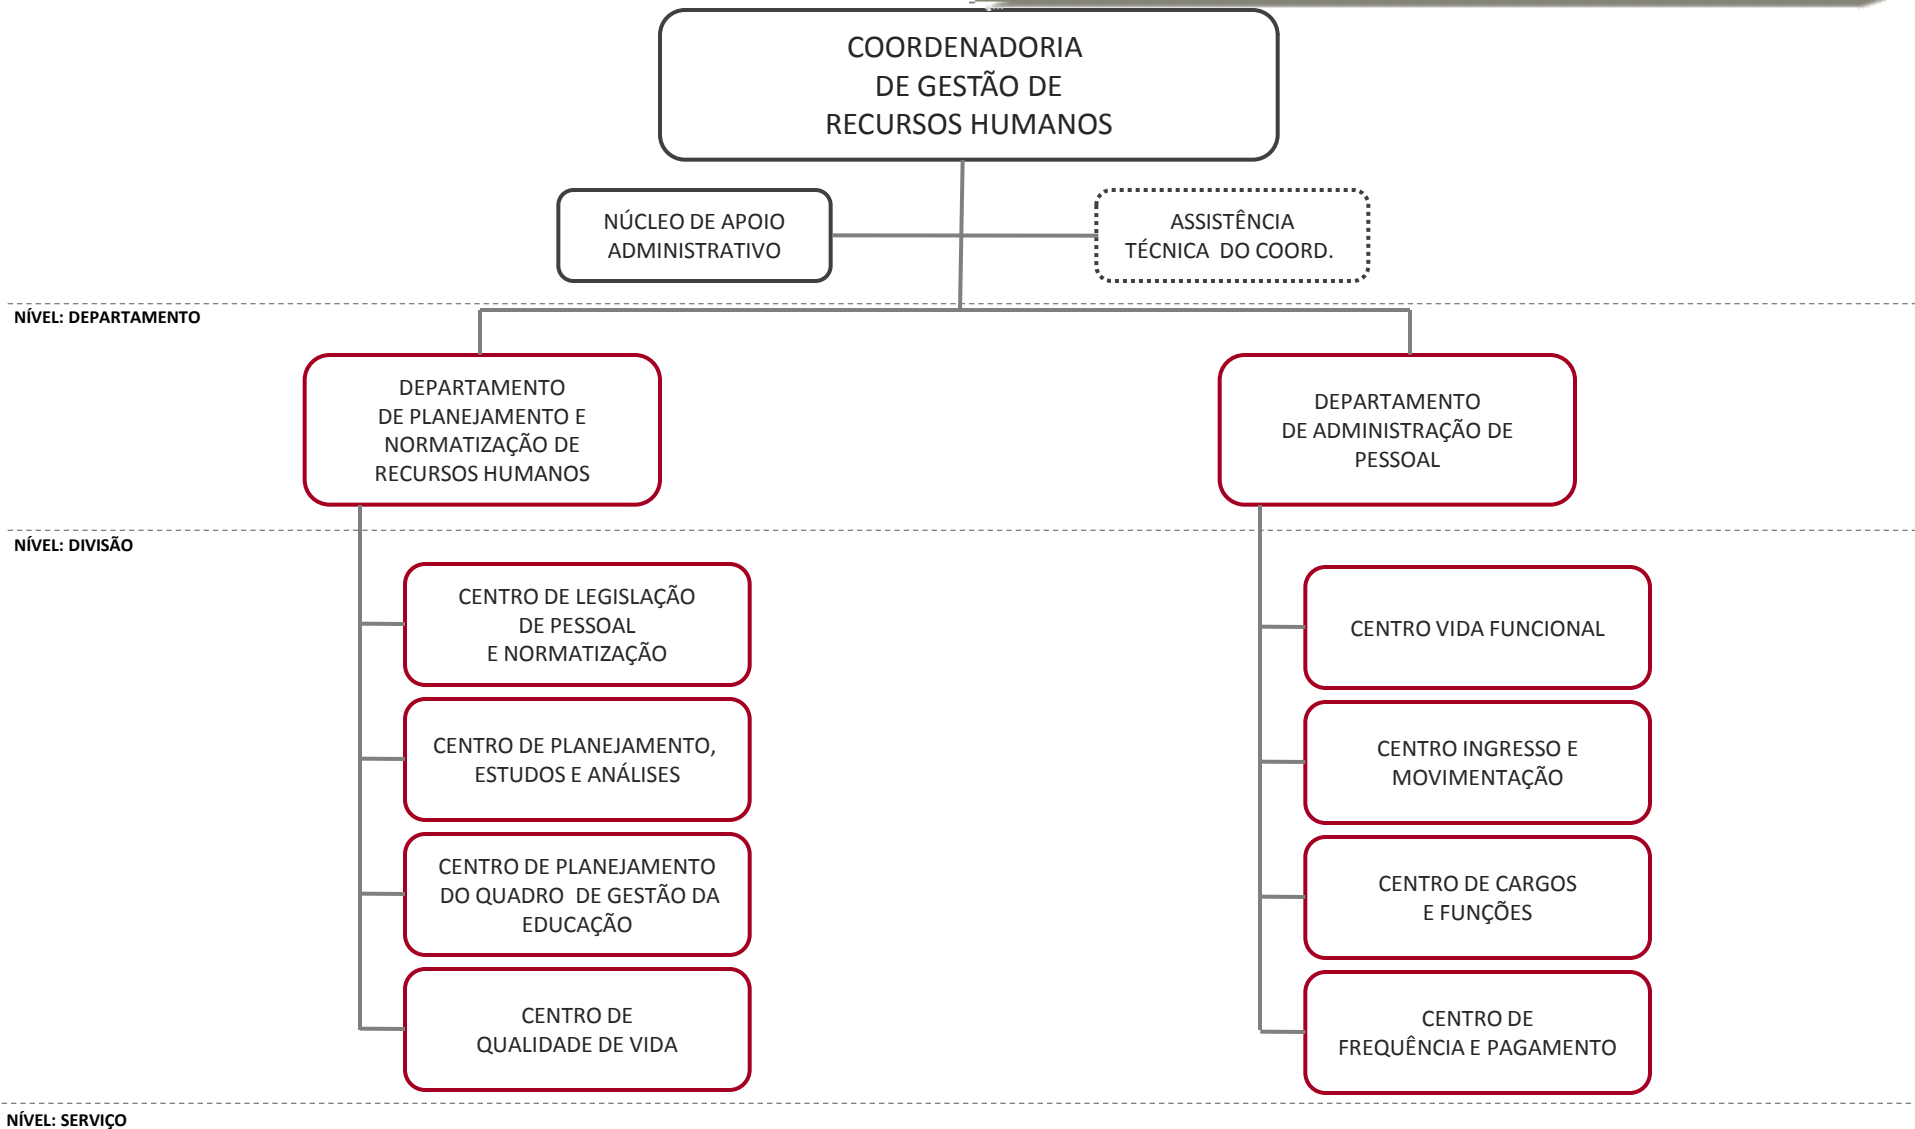 COORDENADORIA
DE GESTÃO DE
RECURSOS HUMANOS
NÚCLEO DE APOIO
ADMINISTRATIVO
ASSISTÊNCIA
TÉCNICA  DO COORD.
NÍVEL: DEPARTAMENTO
DEPARTAMENTO
DE PLANEJAMENTO E
NORMATIZAÇÃO DE
RECURSOS HUMANOS
DEPARTAMENTO
DE ADMINISTRAÇÃO DE
PESSOAL
NÍVEL: DIVISÃO
CENTRO DE LEGISLAÇÃO
DE PESSOAL
E NORMATIZAÇÃO
CENTRO DE PLANEJAMENTO,
ESTUDOS E ANÁLISES
CENTRO DE PLANEJAMENTO
DO QUADRO  DE GESTÃO DA
EDUCAÇÃO
CENTRO DE
QUALIDADE DE VIDA
CENTRO VIDA FUNCIONAL
CENTRO INGRESSO E
MOVIMENTAÇÃO
CENTRO DE CARGOS
E FUNÇÕES
CENTRO DE
FREQUÊNCIA E PAGAMENTO
NÍVEL: SERVIÇO